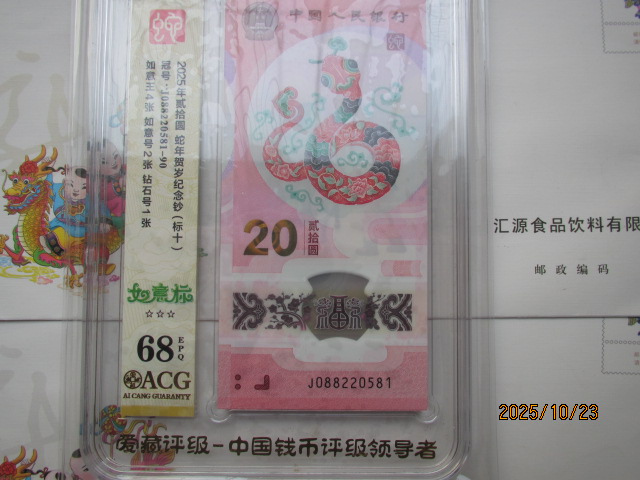 中国人民银行
2025年贰拾圆 蛇年贺岁纪念钞(标十)
冠号:J088220581-90
如意王4张 如意号2张 钻石号1张
20
贰拾圆
如意标
☆☆☆
68
EPQ
ACG
AI CANG GUARANTY
J088220581
爱藏评级-中国钱币评级领导者
汇源食品饮料有限
邮政编码
2025/10/23